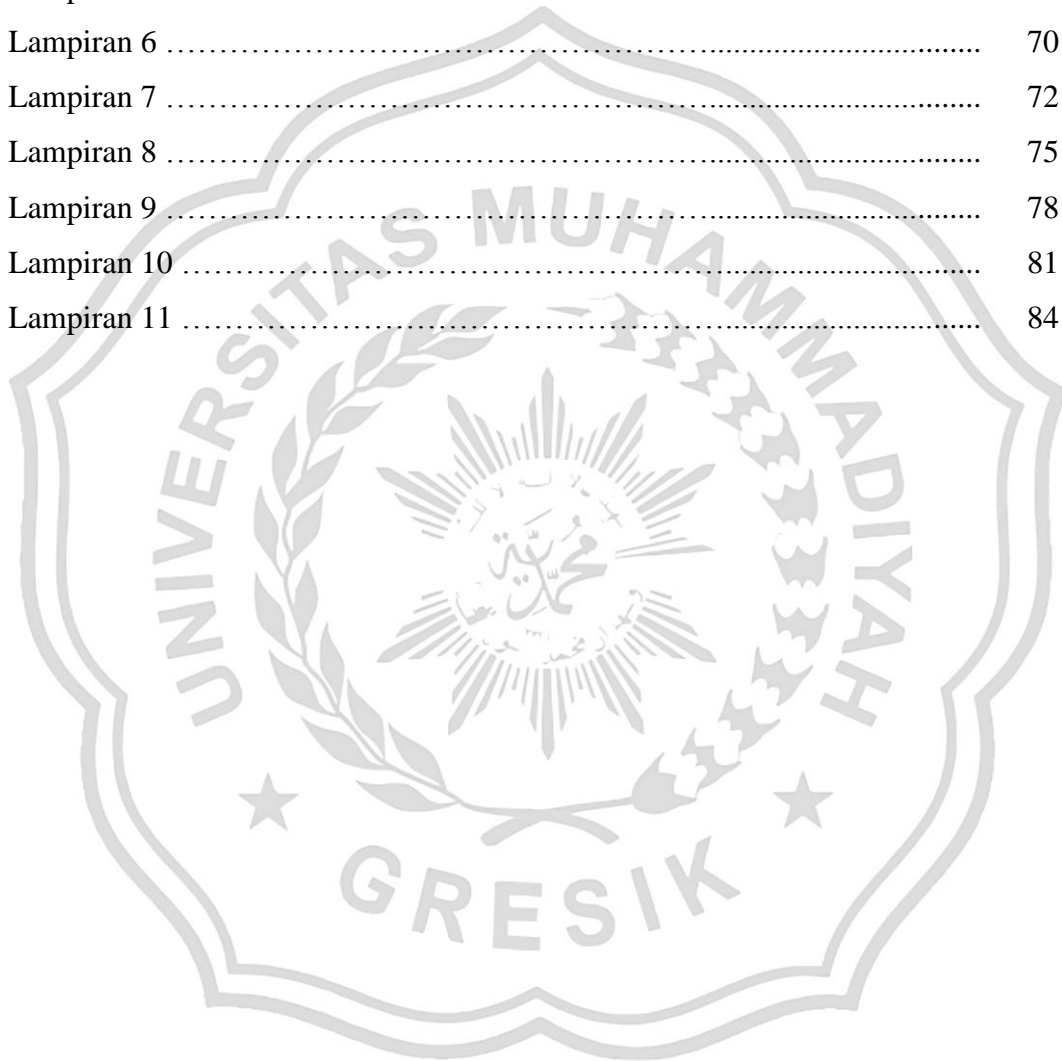 Lampiran 6 ................................................................ 70
Lampiran 7 ................................................................ 72
Lampiran 8 ................................................................ 75
Lampiran 9 ................................................................ 78
Lampiran 10 ................................................................ 81
Lampiran 11 ................................................................ 84
UNIVERSITAS MUHAMMADIYAH
محمدية
GRESIK